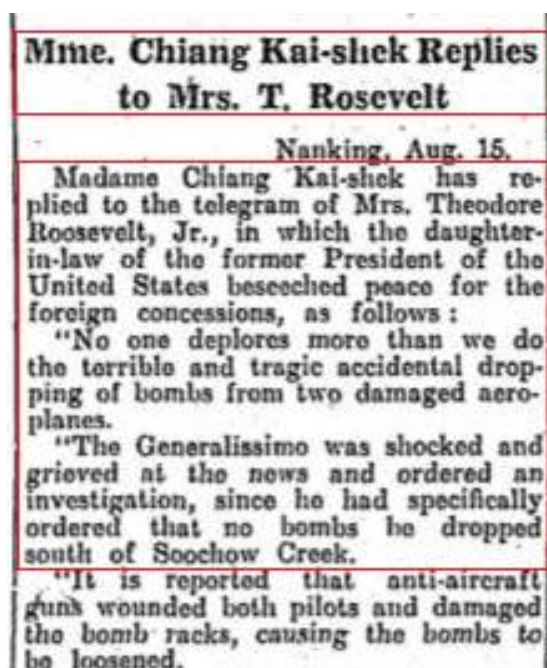 Mme. Chiang Kai-shek Replies
to Mrs. T. Rosevelt
Nanking, Aug. 15.
Madame Chiang Kai-shek has re-
plied to the telegram of Mrs. Theodore
Roosevelt, Jr., in which the daughter-
in-law of the former President of the
United States beseeched peace for the
foreign concessions, as follows :
"No one deplores more than we do
the terrible and tragic accidental drop-
ping of bombs from two damaged aero-
planes.
"The Generalissimo was shocked and
grieved at the news and ordered an
investigation, since he had specifically
ordered that no bombs be dropped
south of Soochow Creek.
"It is reported that anti-aircraft
guns wounded both pilots and damaged
the bomb racks, causing the bombs to
be loosened.